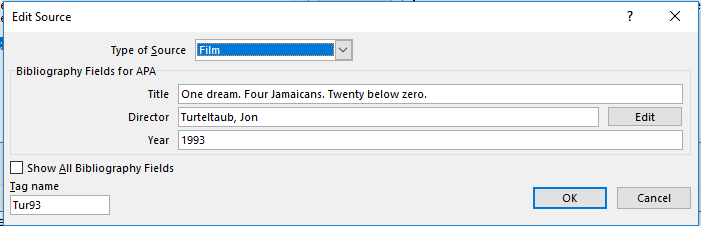 Edit Source
Type of Source Film
Bibliography Fields for APA
Title One dream. Four Jamaicans. Twenty below zero.
Director Turteltaub, Jon Edit
Year 1993
Show All Bibliography Fields
Tag name
Tur93
OK Cancel